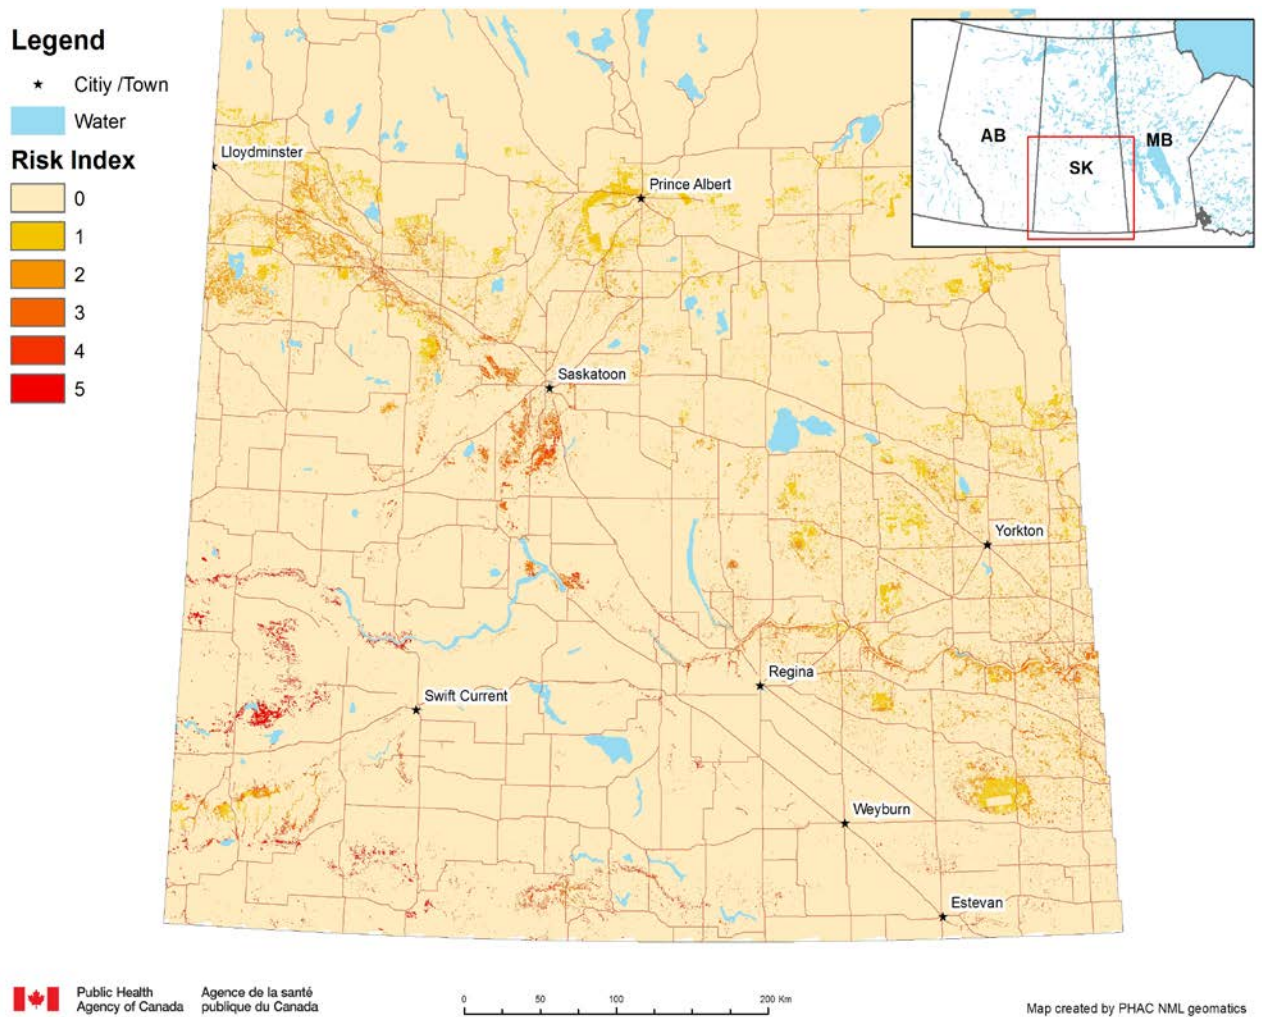 Legend
Citiy /Town
Water
Risk Index
0
1
2
3
4
5
Lloydminster
Prince Albert
Saskatoon
Yorkton
Regina
Swift Current
Weyburn
Estevan
AB
SK
MB
Public Health
Agency of Canada
Agence de la santé
publique du Canada
0 50 100 200 Km
Map created by PHAC NML geomatics